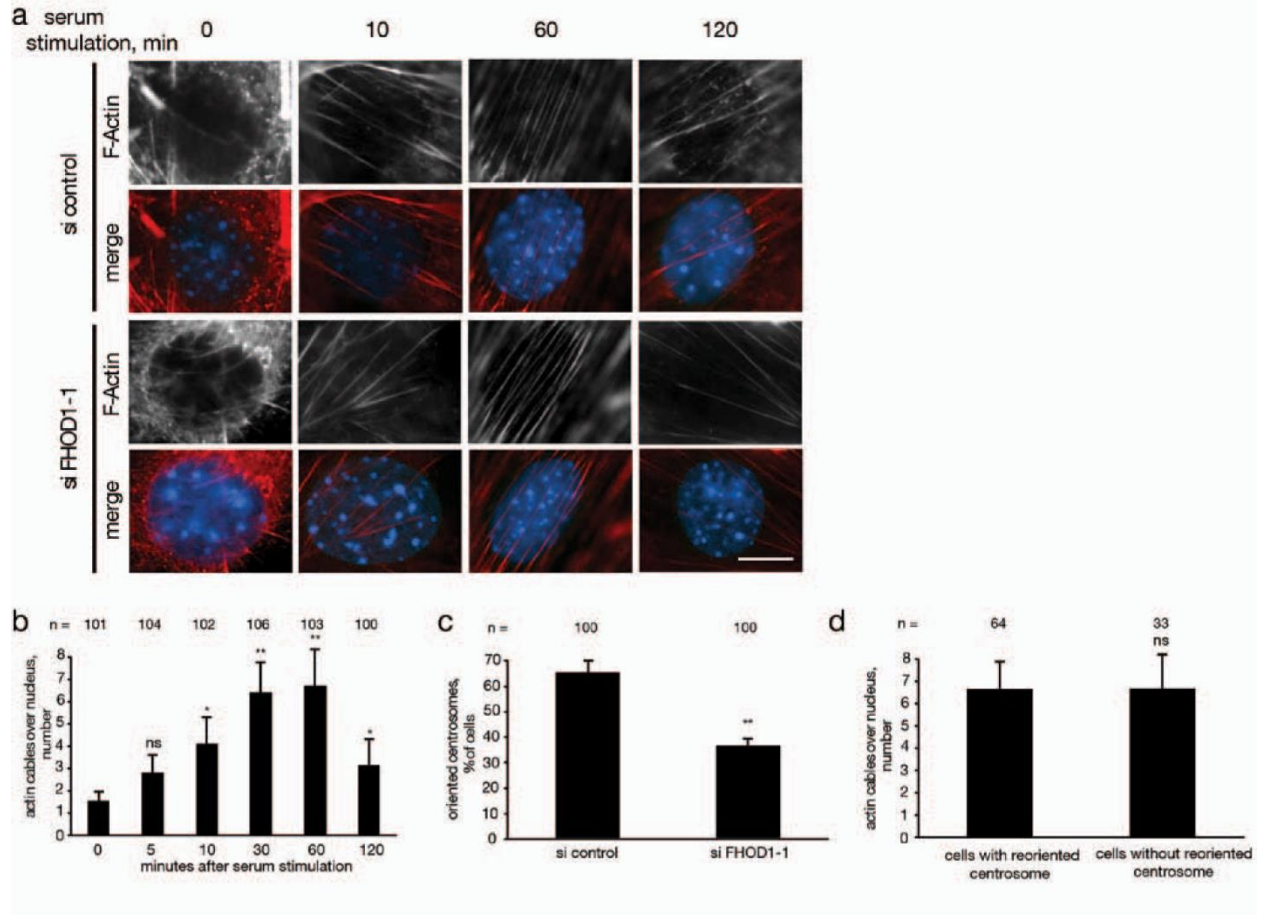 a serum
stimulation, min 0 10 60 120
si control
F-Actin
merge
si FHOD1-1
F-Actin
merge
b n = 101 104 102 106 103 100
actin cables over nucleus,
number
8
7
6
5
4
3
2
1
0
ns
*
**
**
*
0 5 10 30 60 120
minutes after serum stimulation
c n = 100 100
oriented centrosomes,
% of cells
70
60
50
40
30
20
10
0
**
si control si FHOD1-1
d n = 64 33
ns
actin cables over nucleus,
number
8
7
6
5
4
3
2
1
0
cells with reoriented
centrosome
cells without reoriented
centrosome